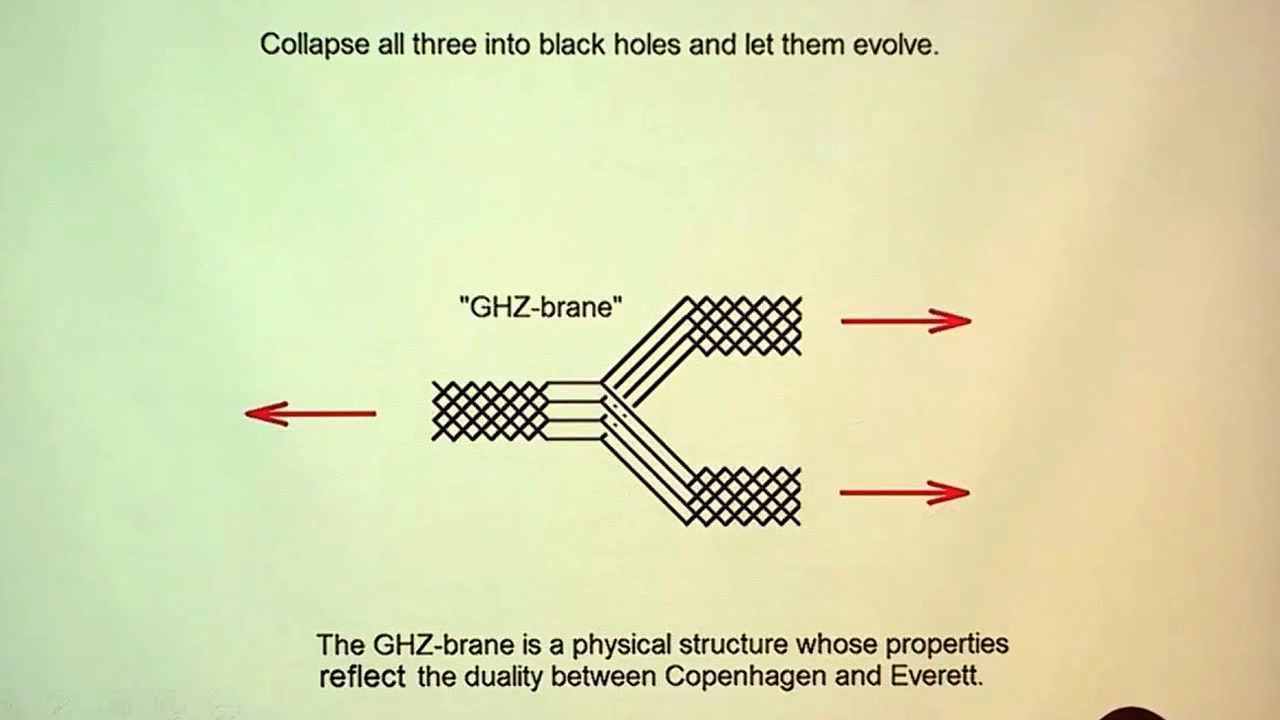 Collapse all three into black holes and let them evolve.
"GHZ-brane"
The GHZ-brane is a physical structure whose properties
reflect the duality between Copenhagen and Everett.